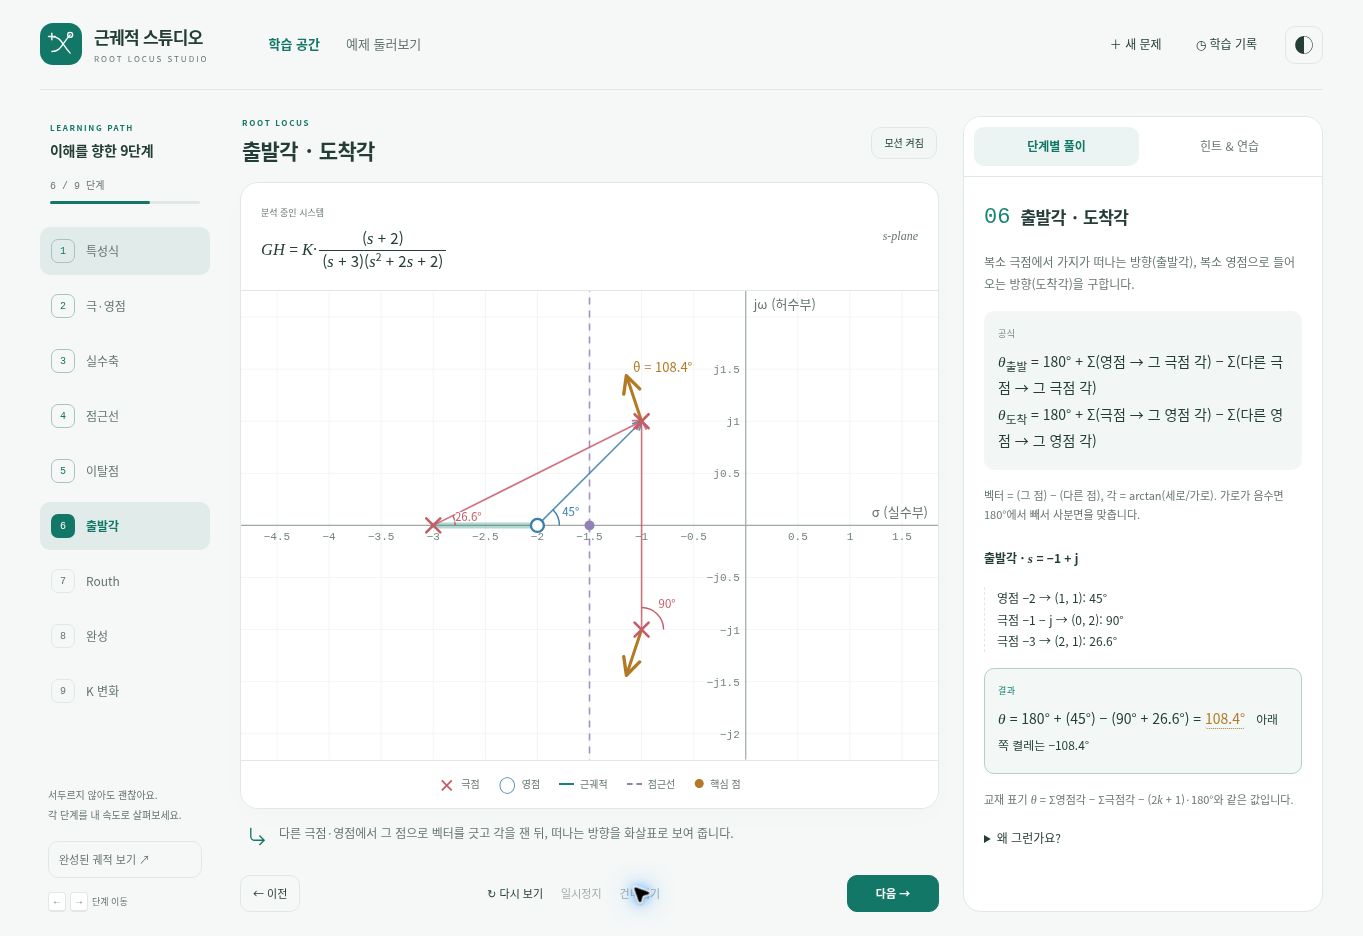 근궤적 스튜디오
ROOT LOCUS STUDIO
학습 공간
예제 둘러보기
+ 새 문제
◷ 학습 기록
LEARNING PATH
이해를 향한 9단계
6 / 9 단계
1 특성식
2 극·영점
3 실수축
4 점근선
5 이탈점
6 출발각
7 Routh
8 완성
9 K 변화
서두르지 않아도 괜찮아요.
각 단계를 내 속도로 살펴보세요.
완성된 궤적 보기 ↗
← → 단계 이동
ROOT LOCUS
출발각 · 도착각
모션 켜짐
분석 중인 시스템
GH = K· (s + 2)
(s + 3)(s² + 2s + 2)
s-plane
jω (허수부)
θ = 108.4°
j1.5
j1
j0.5
σ (실수부)
26.6°
45°
−4.5 −4 −3.5 −3 −2.5 −2 −1.5 −1 −0.5 0.5 1 1.5
−j0.5
90°
−j1
−j1.5
−j2
극점 영점 근궤적 점근선 핵심 점
다른 극점·영점에서 그 점으로 벡터를 긋고 각을 잰 뒤, 떠나는 방향을 화살표로 보여 줍니다.
← 이전
↻ 다시 보기
일시정지
다음 →
단계별 풀이
힌트 & 연습
06 출발각 · 도착각
복소 극점에서 가지가 떠나는 방향(출발각), 복소 영점으로 들어
오는 방향(도착각)을 구합니다.
공식
θ출발 = 180° + Σ(영점 → 그 극점 각) − Σ(다른 극
점 → 그 극점 각)
θ도착 = 180° + Σ(극점 → 그 영점 각) − Σ(다른 영
점 → 그 영점 각)
벡터 = (그 점) − (다른 점), 각 = arctan(세로/가로). 가로가 음수면
180°에서 빼서 사분면을 맞춥니다.
출발각 · s = −1 + j
영점 −2 → (1, 1): 45°
극점 −1 − j → (0, 2): 90°
극점 −3 → (2, 1): 26.6°
결과
θ = 180° + (45°) − (90° + 26.6°) = 108.4° 아래
쪽 켤레는 −108.4°
교재 표기 θ = Σ영점각 − Σ극점각 − (2k + 1)·180°와 같은 값입니다.
▶ 왜 그런가요?